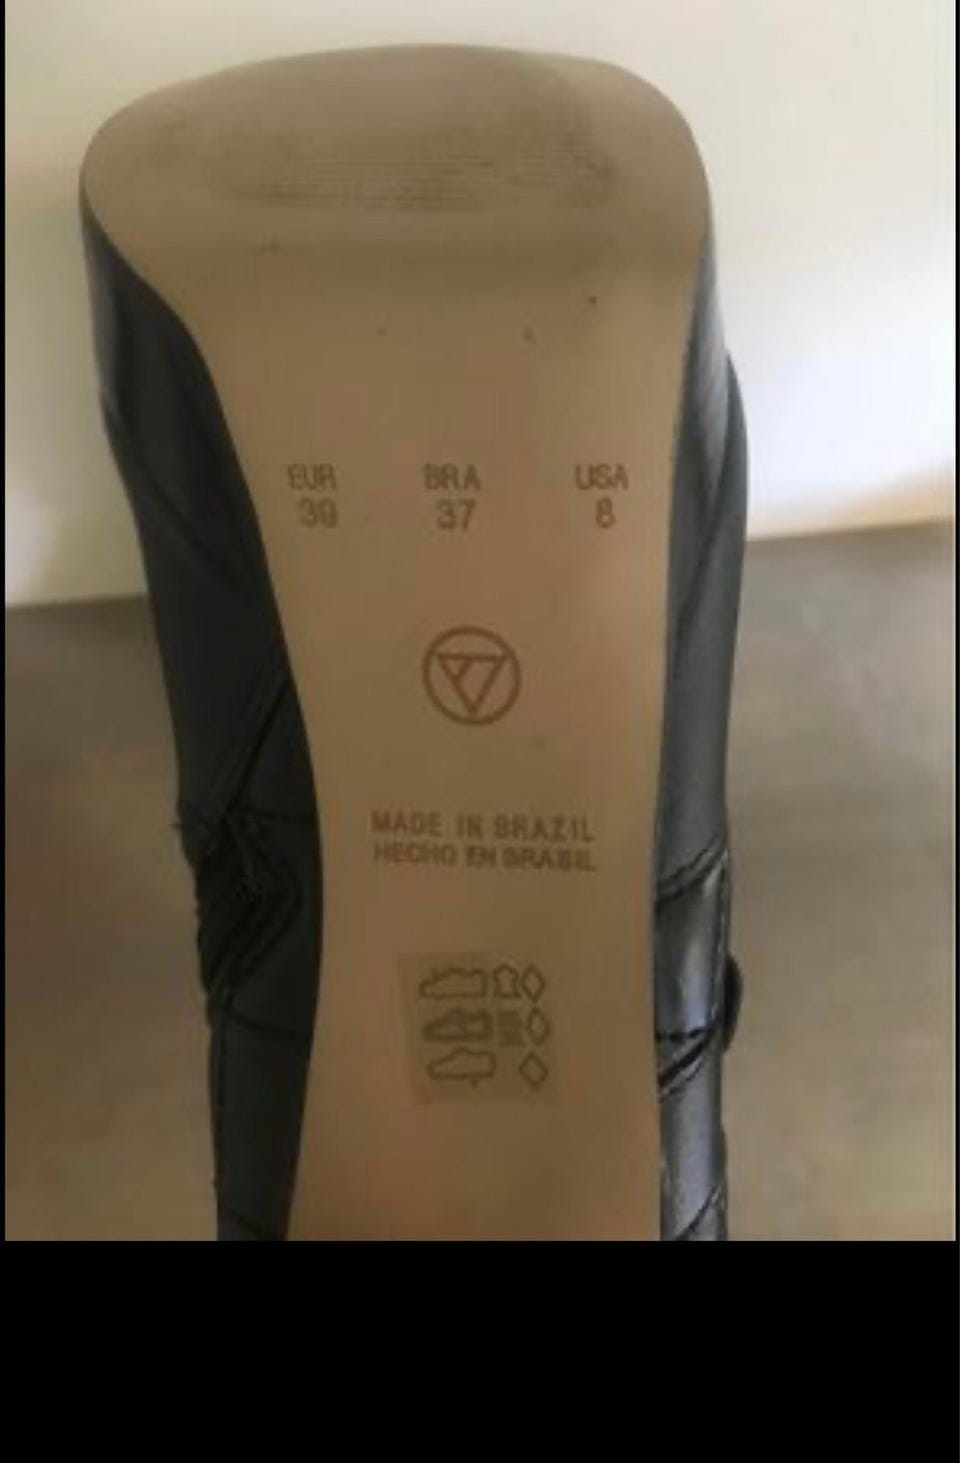 EUR BRA USA
39 37 8
MADE IN BRAZIL
HECHO EN BRASIL